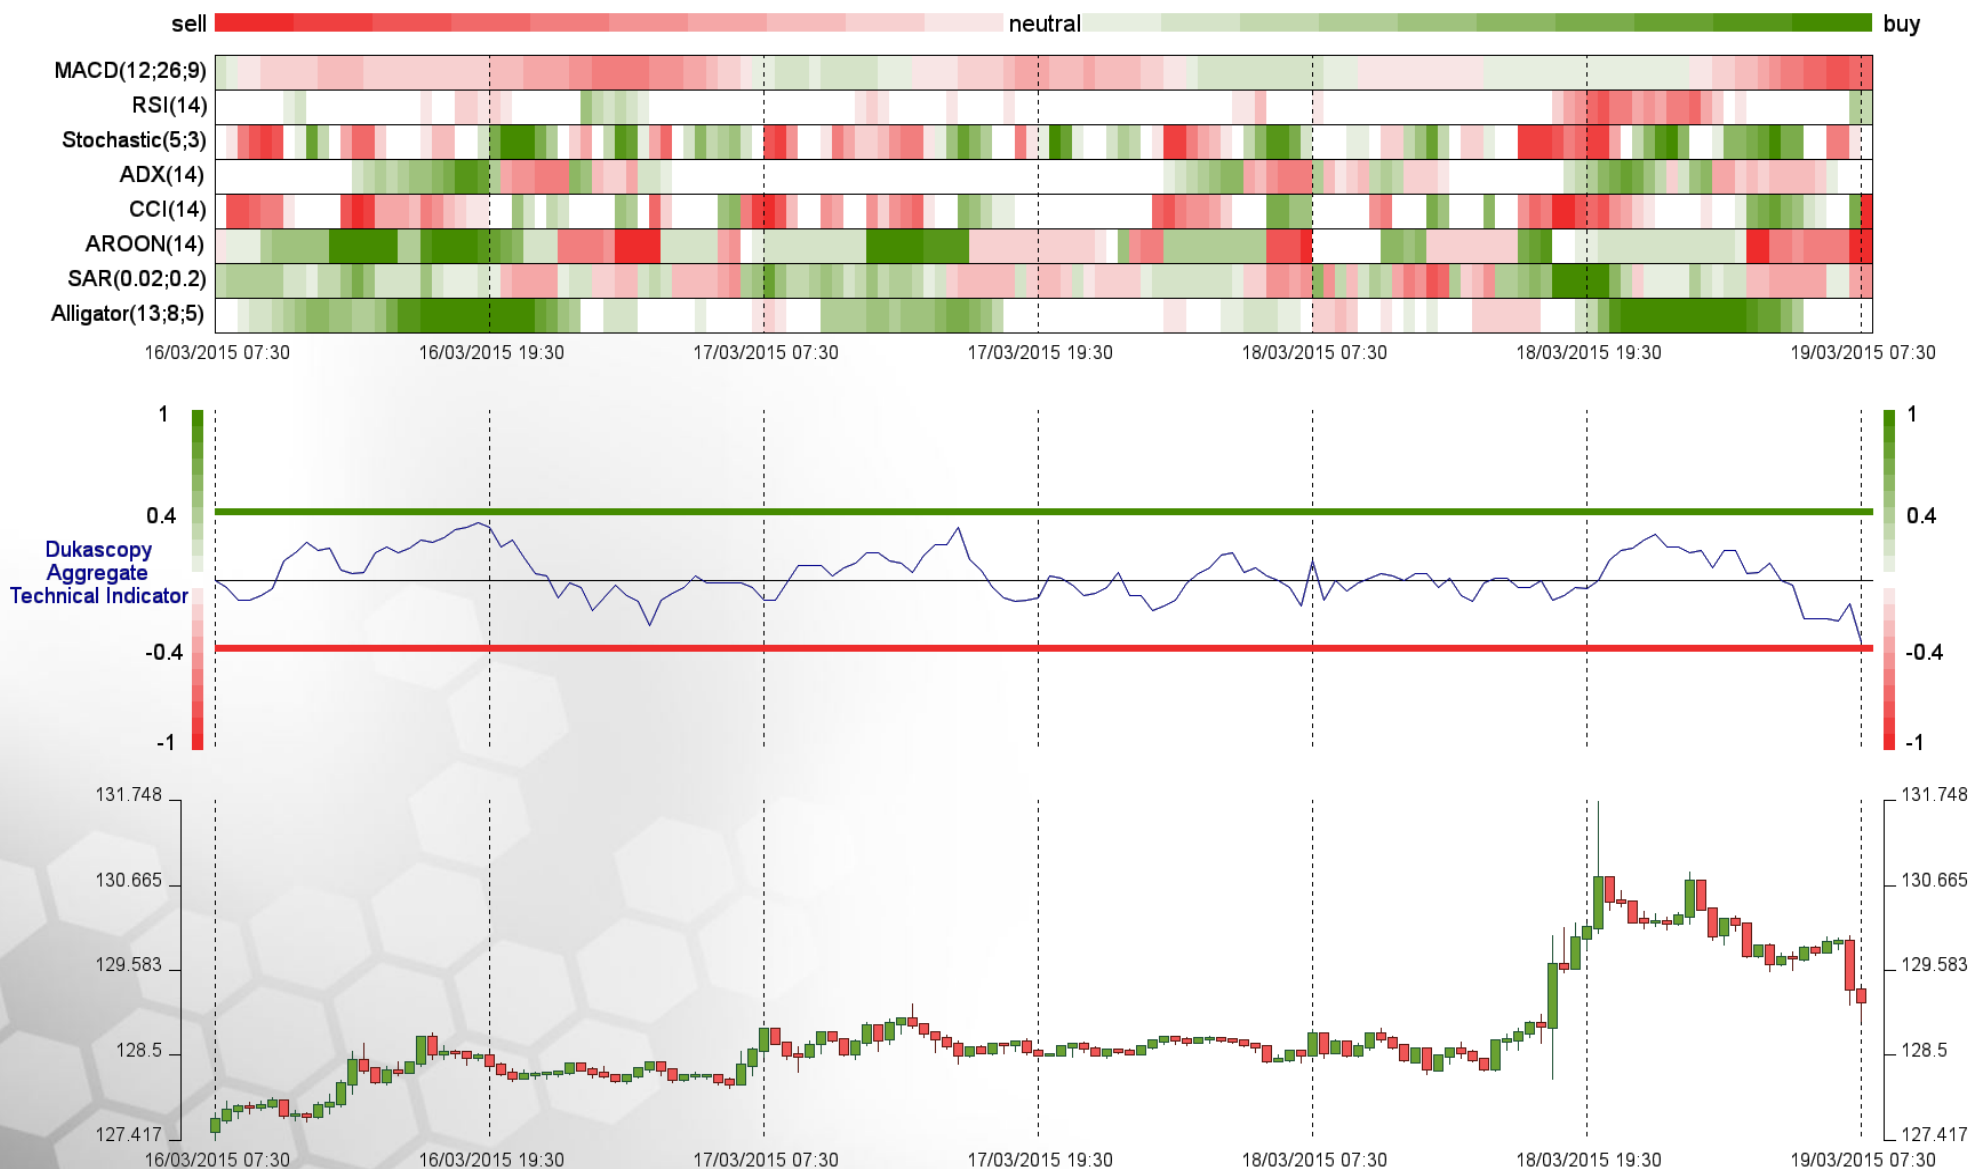 sell neutral buy
MACD(12;26;9)
RSI(14)
Stochastic(5;3)
ADX(14)
CCI(14)
AROON(14)
SAR(0.02;0.2)
Alligator(13;8;5)
16/03/2015 07:30 16/03/2015 19:30 17/03/2015 07:30 17/03/2015 19:30 18/03/2015 07:30 18/03/2015 19:30 19/03/2015 07:30
1 1
0.4 0.4
Dukascopy
Aggregate
Technical Indicator
-0.4 -0.4
-1 -1
131.748 131.748
130.665 130.665
129.583 129.583
128.5 128.5
127.417 127.417
16/03/2015 07:30 16/03/2015 19:30 17/03/2015 07:30 17/03/2015 19:30 18/03/2015 07:30 18/03/2015 19:30 19/03/2015 07:30